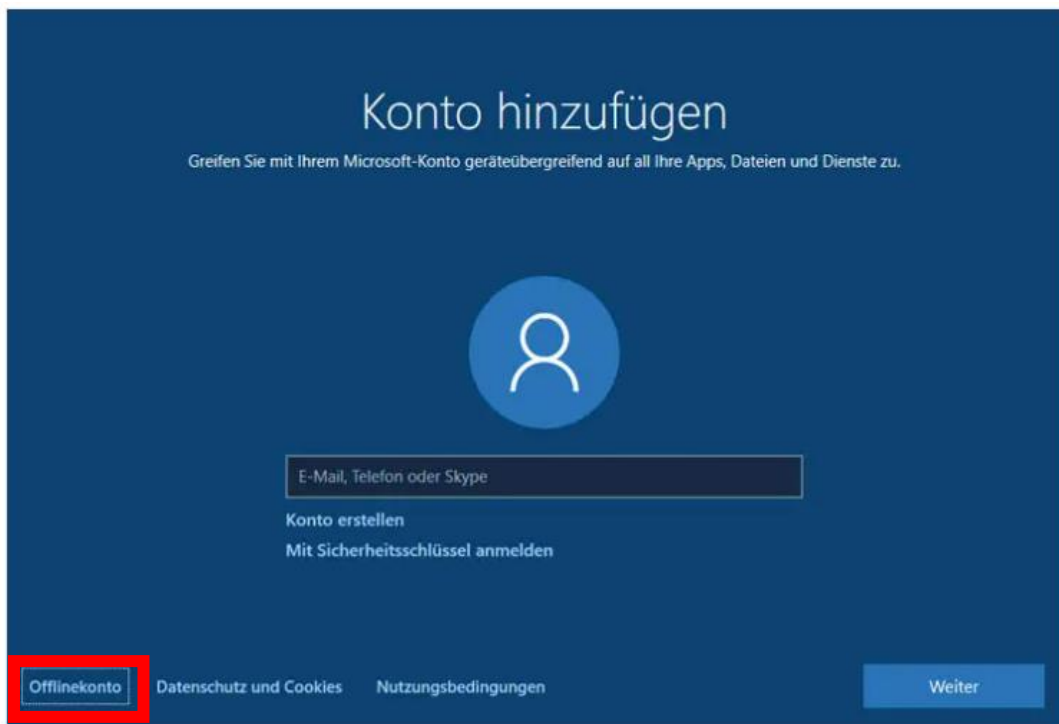 Konto hinzufügen
Greifen Sie mit Ihrem Microsoft-Konto geräteübergreifend auf all Ihre Apps, Dateien und Dienste zu.
E-Mail, Telefon oder Skype
Konto erstellen
Mit Sicherheitsschlüssel anmelden
Offlinekonto
Datenschutz und Cookies
Nutzungsbedingungen
Weiter